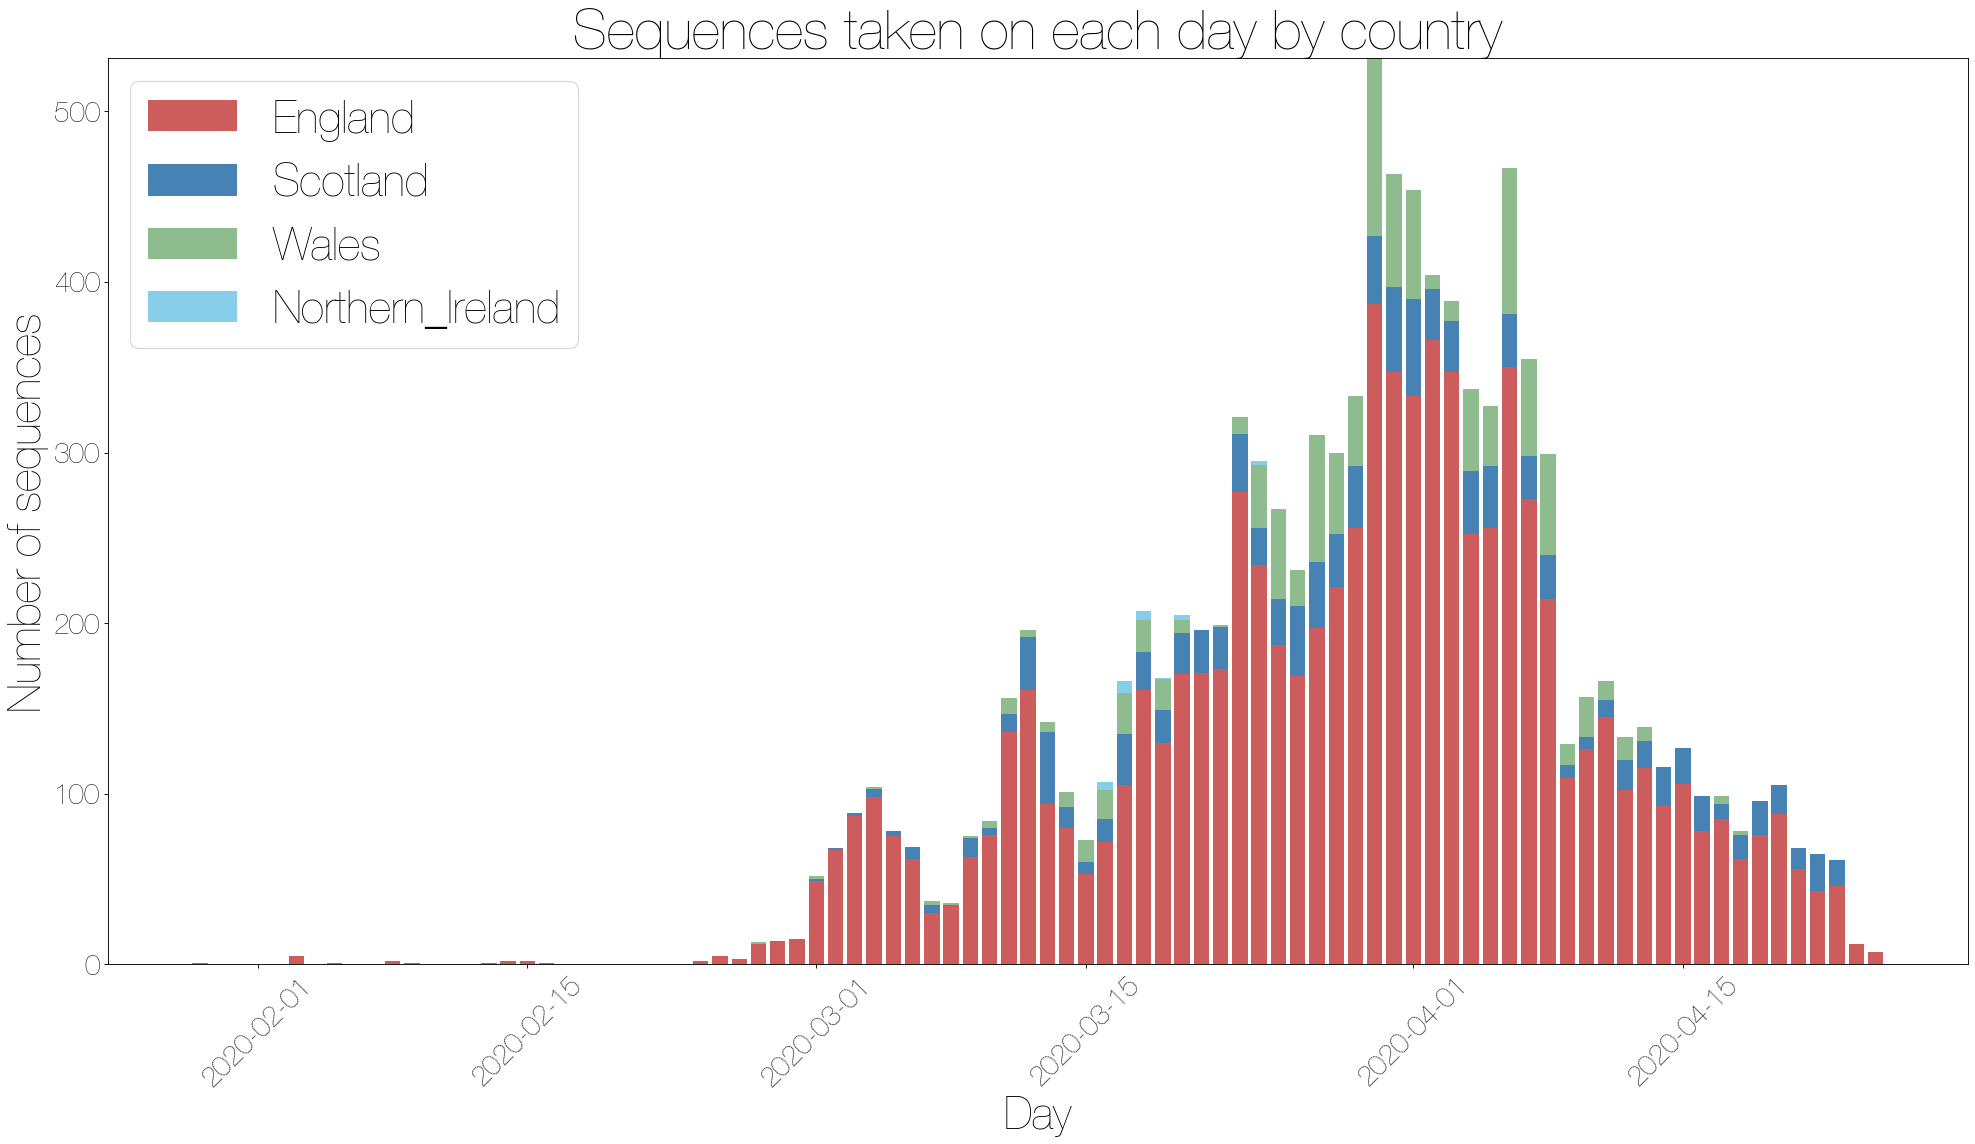 Sequences taken on each day by country
England
Scotland
Wales
Northern_Ireland
Number of sequences
500
400
300
200
100
0
2020-02-01
2020-02-15
2020-03-01
2020-03-15
2020-04-01
2020-04-15
Day